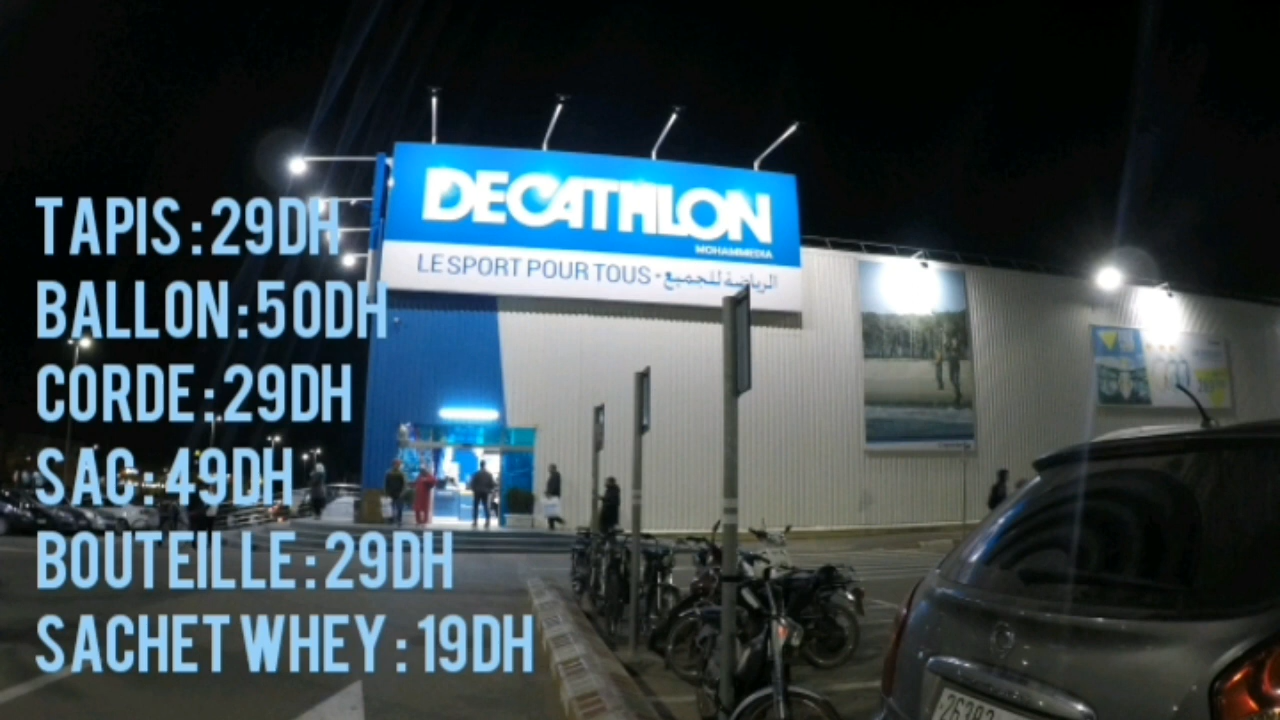 DECATHLON
MOHAMMEDIA
LE SPORT POUR TOUS • الرياضة للجميع
TAPIS : 29DH
BALLON : 50DH
CORDE : 29DH
SAC : 49DH
BOUTEILLE : 29DH
SACHET WHEY : 19DH
26383